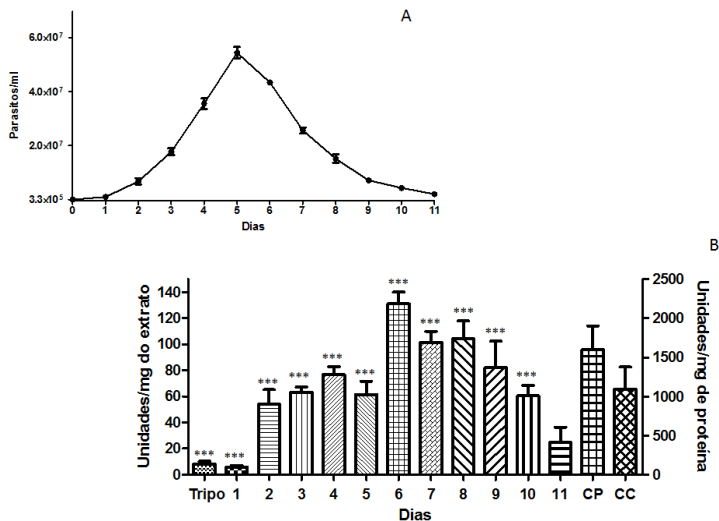 A
Parasitos/ml
6.0x10⁷
4.0x10⁷
2.0x10⁷
3.3x10⁵
0 1 2 3 4 5 6 7 8 9 10 11
Dias
B
Unidades/mg do extrato
140
120
100
80
60
40
20
0
*** *** *** *** *** *** *** *** *** *** ***
2500
2000
1500
1000
500
0
Unidades/mg de proteína
Tripo 1 2 3 4 5 6 7 8 9 10 11 CP CC
Dias